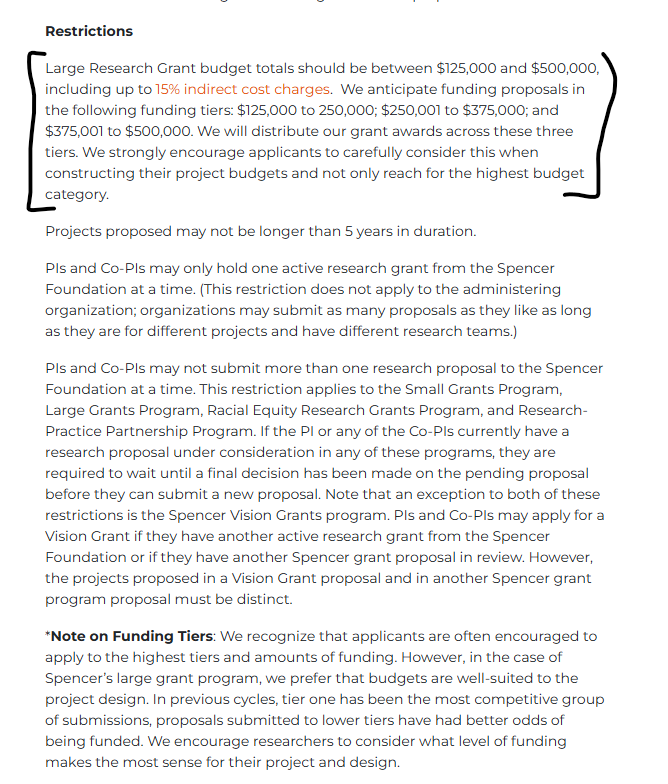 Restrictions
Large Research Grant budget totals should be between $125,000 and $500,000,
including up to 15% indirect cost charges.  We anticipate funding proposals in
the following funding tiers: $125,000 to 250,000; $250,001 to $375,000; and
$375,001 to $500,000. We will distribute our grant awards across these three
tiers. We strongly encourage applicants to carefully consider this when
constructing their project budgets and not only reach for the highest budget
category.
Projects proposed may not be longer than 5 years in duration.
PIs and Co-PIs may only hold one active research grant from the Spencer
Foundation at a time. (This restriction does not apply to the administering
organization; organizations may submit as many proposals as they like as long
as they are for different projects and have different research teams.)
PIs and Co-PIs may not submit more than one research proposal to the Spencer
Foundation at a time. This restriction applies to the Small Grants Program,
Large Grants Program, Racial Equity Research Grants Program, and Research-
Practice Partnership Program. If the PI or any of the Co-PIs currently have a
research proposal under consideration in any of these programs, they are
required to wait until a final decision has been made on the pending proposal
before they can submit a new proposal. Note that an exception to both of these
restrictions is the Spencer Vision Grants program. PIs and Co-PIs may apply for a
Vision Grant if they have another active research grant from the Spencer
Foundation or if they have another Spencer grant proposal in review. However,
the projects proposed in a Vision Grant proposal and in another Spencer grant
program proposal must be distinct.
*Note on Funding Tiers: We recognize that applicants are often encouraged to
apply to the highest tiers and amounts of funding. However, in the case of
Spencer's large grant program, we prefer that budgets are well-suited to the
project design. In previous cycles, tier one has been the most competitive group
of submissions, proposals submitted to lower tiers have had better odds of
being funded. We encourage researchers to consider what level of funding
makes the most sense for their project and design.